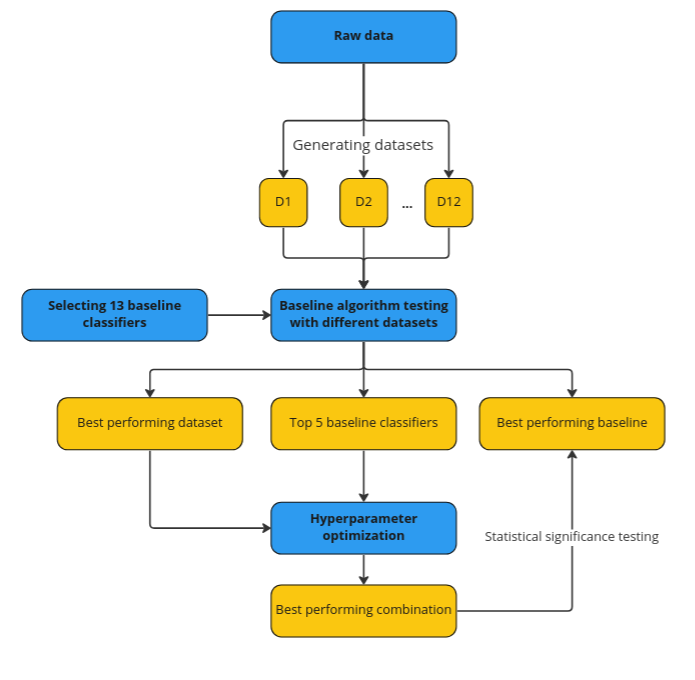 Raw data
Generating datasets
D1
D2
...
D12
Selecting 13 baseline
classifiers
Baseline algorithm testing
with different datasets
Best performing dataset
Top 5 baseline classifiers
Best performing baseline
Hyperparameter
optimization
Statistical significance testing
Best performing combination